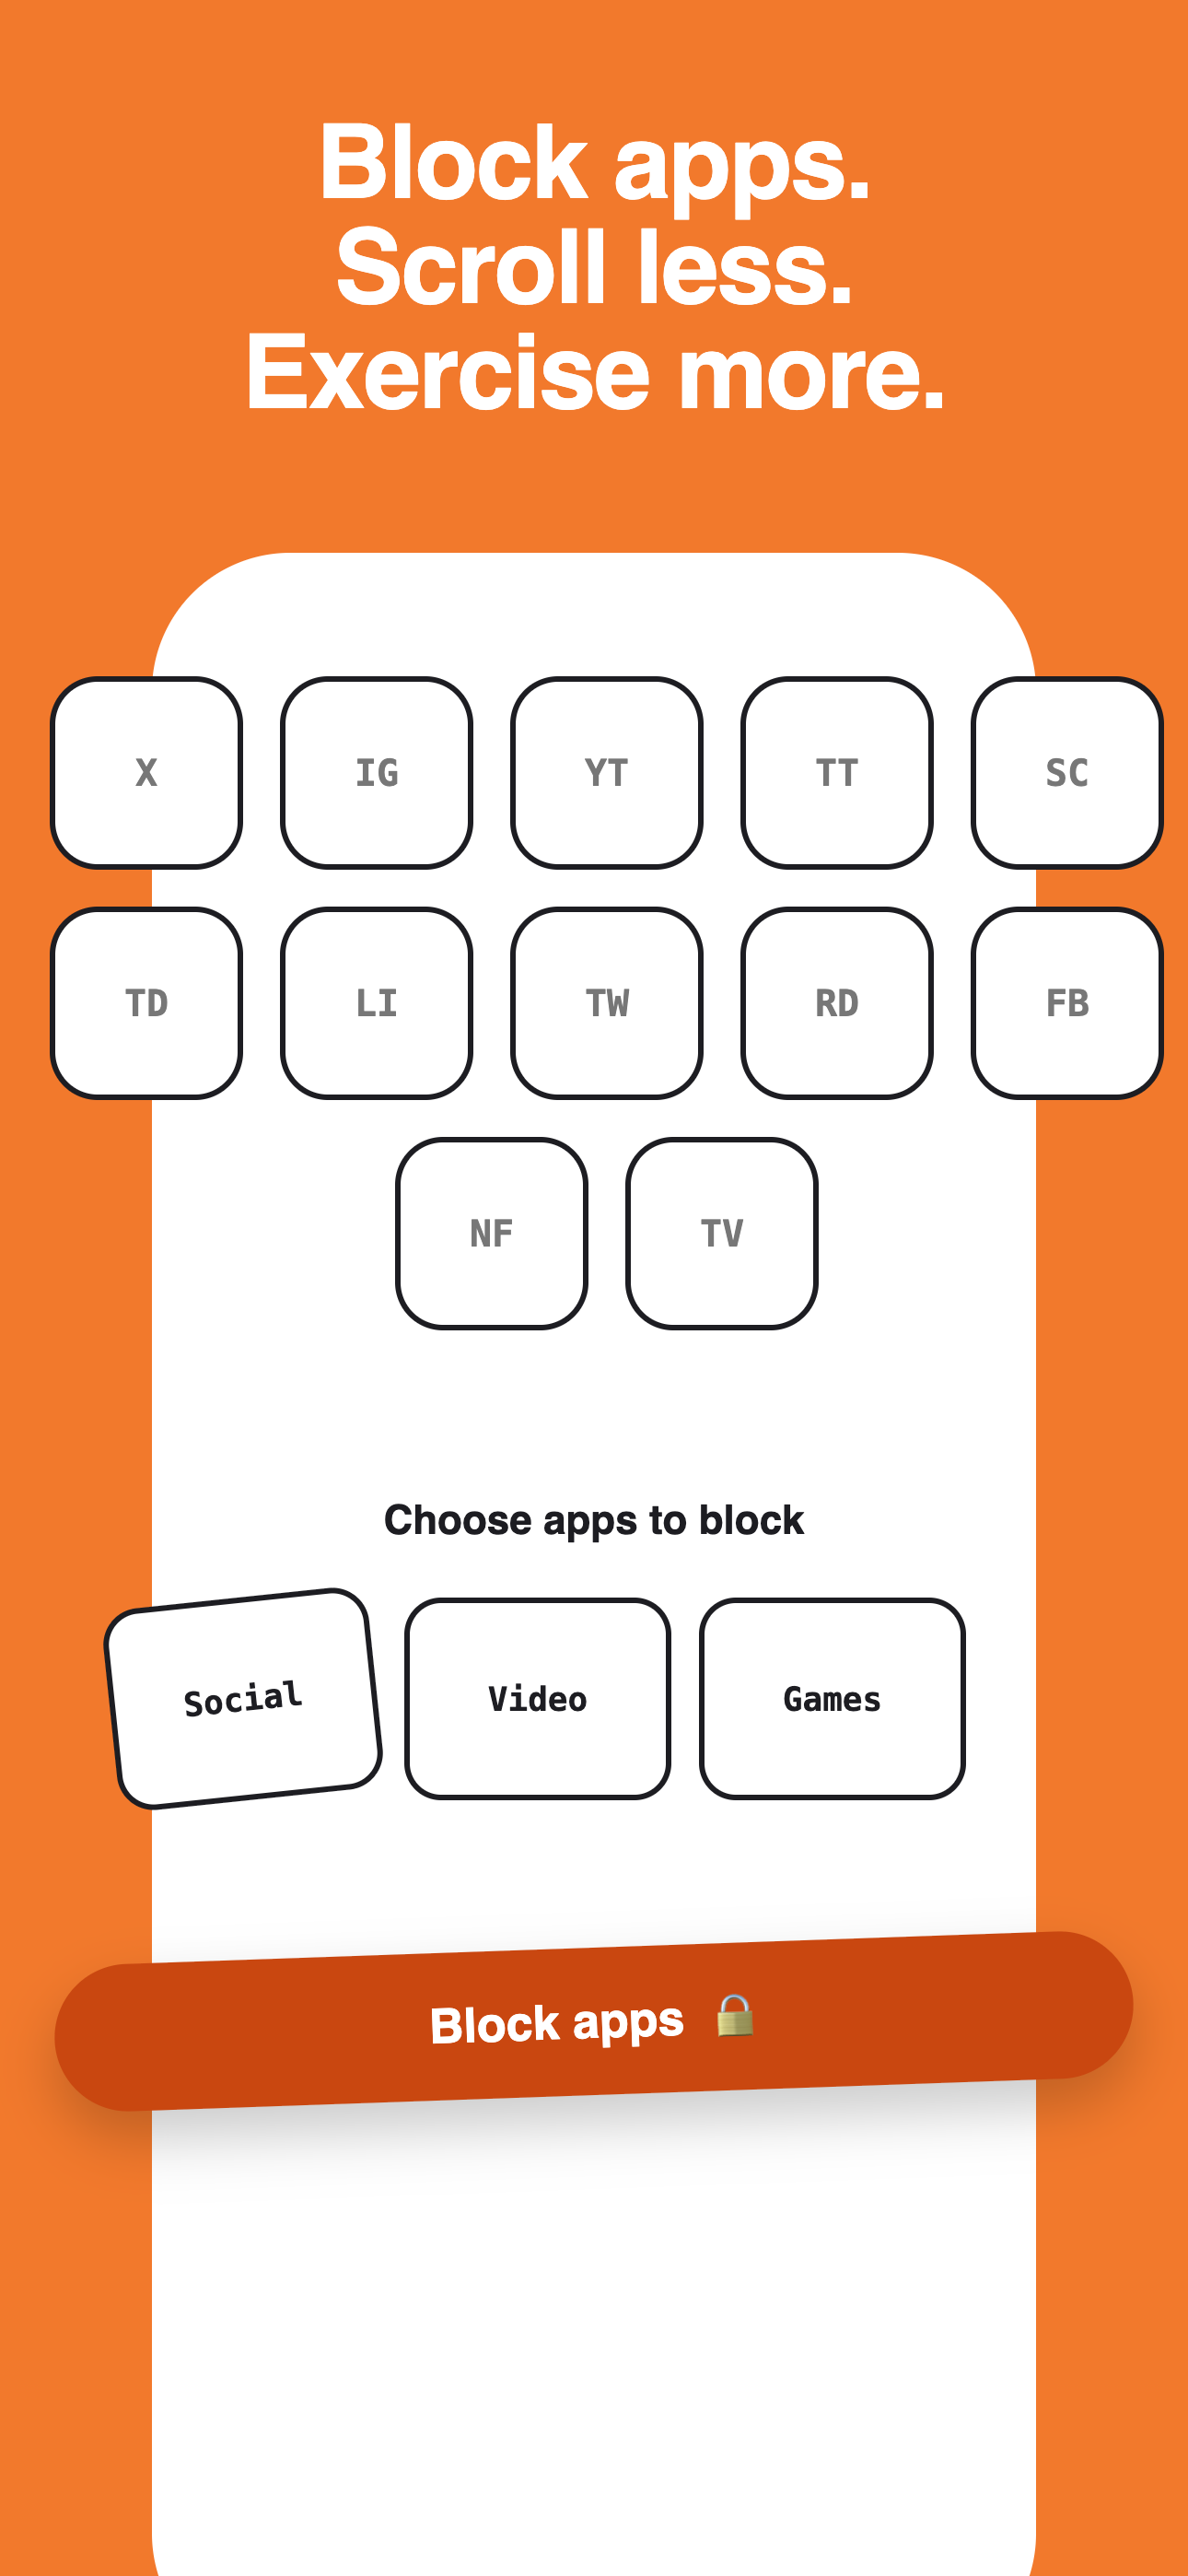 Block apps.
Scroll less.
Exercise more.
X IG YT TT SC
TD LI TW RD FB
NF TV
Choose apps to block
Social Video Games
Block apps 🔒